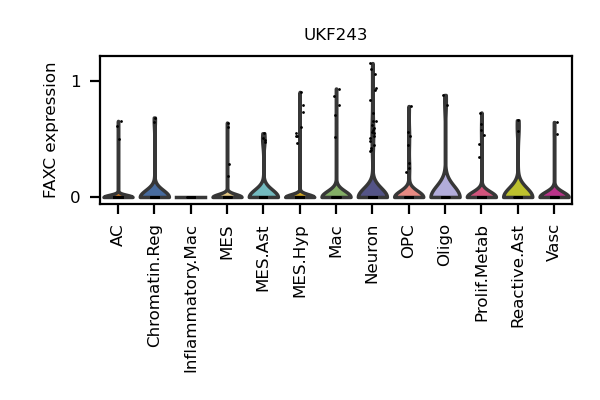 UKF243
FAXC expression
1
0
AC
Chromatin.Reg
Inflammatory.Mac
MES
MES.Ast
MES.Hyp
Mac
Neuron
OPC
Oligo
Prolif.Metab
Reactive.Ast
Vasc